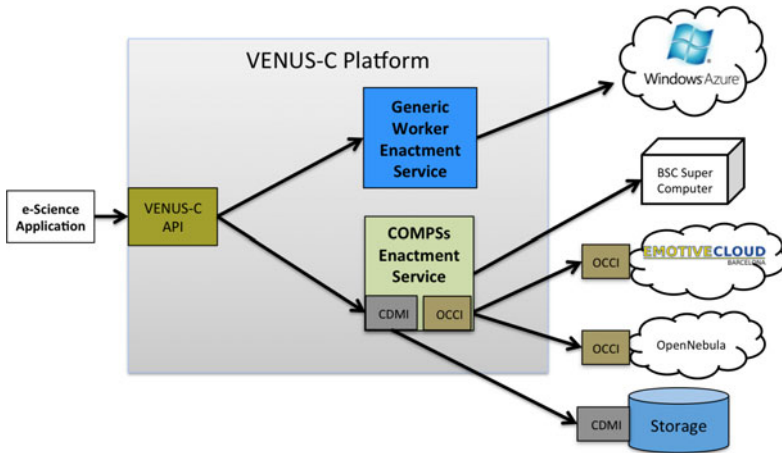 VENUS-C Platform
Windows Azure
Generic
Worker
Enactment
Service
BSC Super
Computer
e-Science
Application
VENUS-C
API
COMPSs
Enactment
Service
CDMI
OCCI
OCCI
EMOTIVECLOUD
BARCELONA
OCCI
OpenNebula
CDMI
Storage